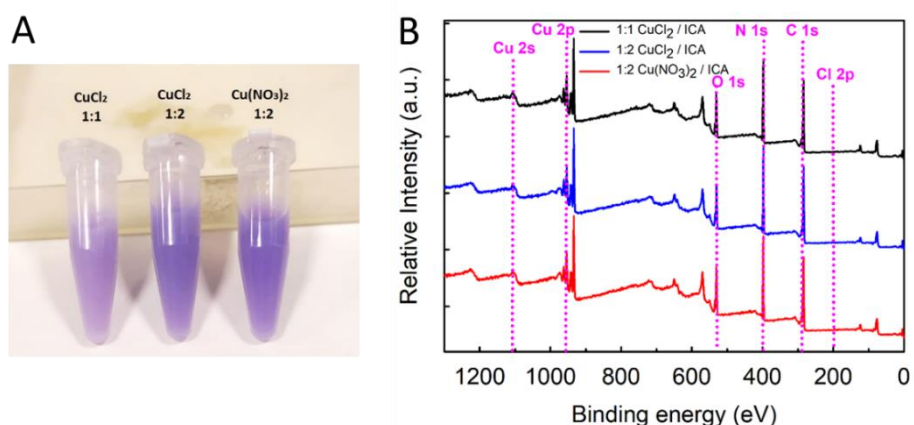 A
CuCl₂
1:1
CuCl₂
1:2
Cu(NO₃)₂
1:2
B
Relative Intensity (a.u.)
1:1 CuCl₂ / ICA
1:2 CuCl₂ / ICA
1:2 Cu(NO₃)₂ / ICA
Cu 2s
Cu 2p
O 1s
N 1s
C 1s
Cl 2p
1200 1000 800 600 400 200 0
Binding energy (eV)